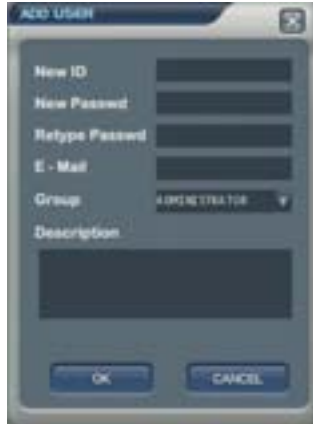 ADD USER
New ID
New Passwd
Retype Passwd
E - Mail
Group ADMINISTRATOR
Description
OK CANCEL